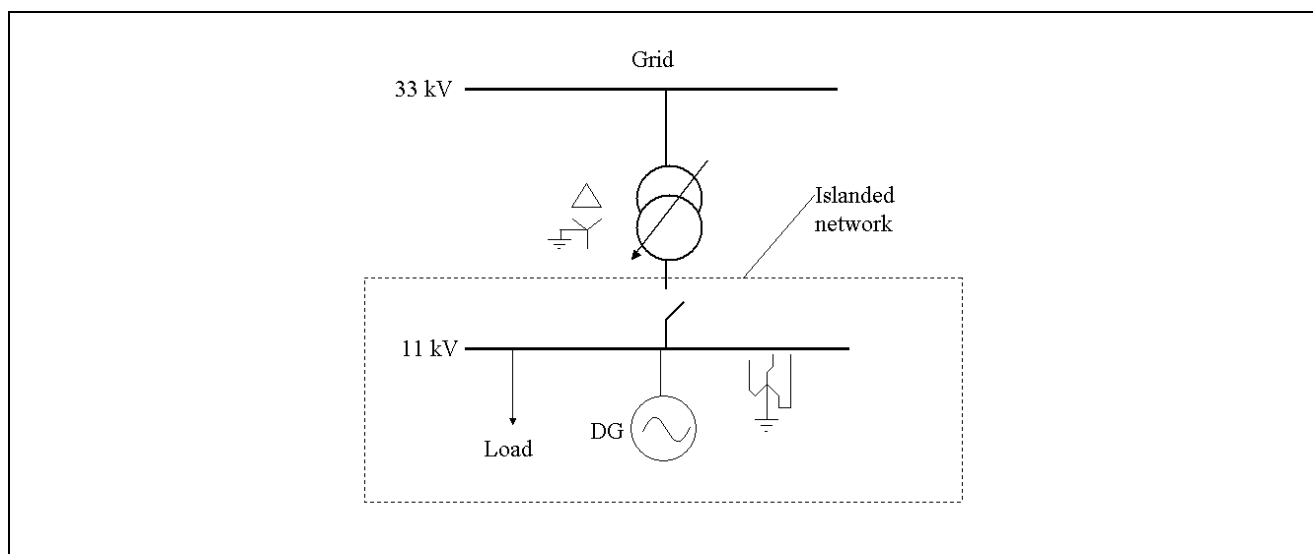 Grid
33 kV
Islanded
network
11 kV
DG
Load